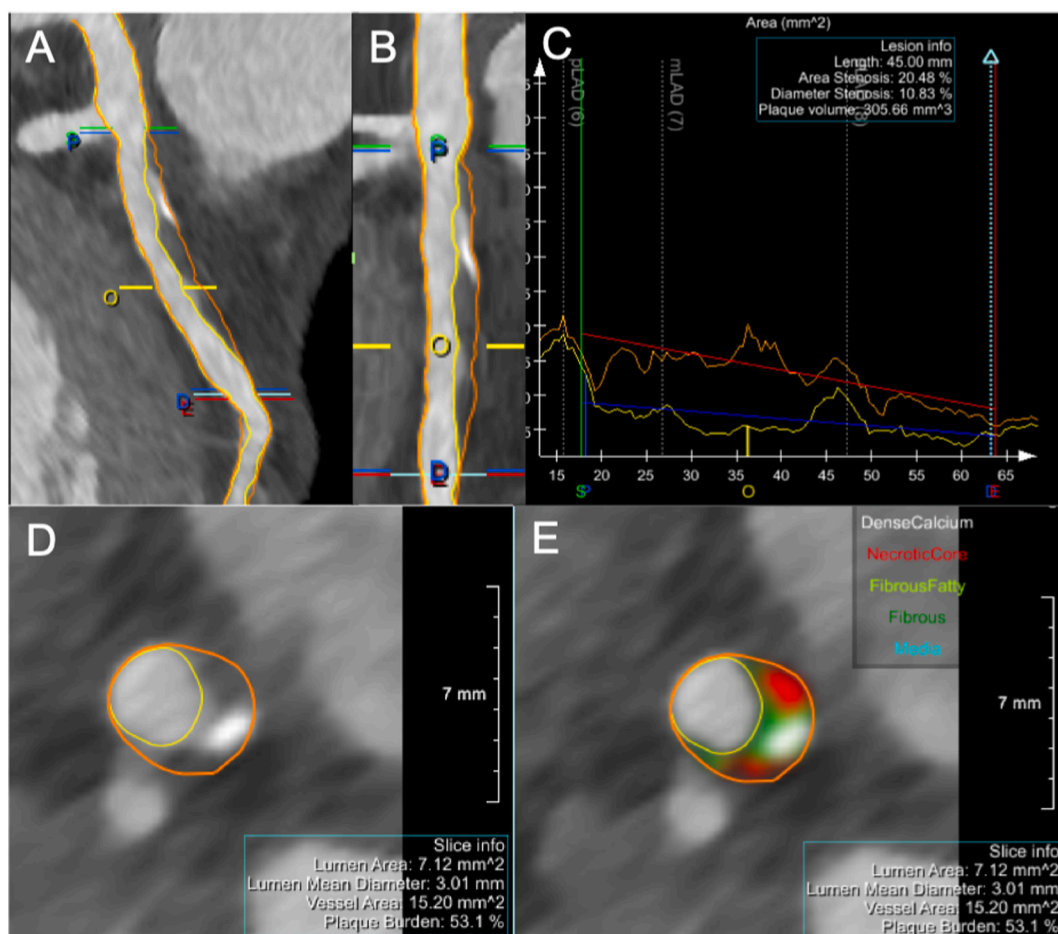 A
B
C
Area (mm^2)
Lesion info
Length: 45.00 mm
Area Stenosis: 20.48 %
Diameter Stenosis: 10.83 %
Plaque volume: 305.66 mm^3
pLAD (6)
mLAD (7)
P
O
D
P
O
D
15 20 25 30 35 40 45 50 55 60 65
S P
O
D E
D
7 mm
Slice info
Lumen Area: 7.12 mm^2
Lumen Mean Diameter: 3.01 mm
Vessel Area: 15.20 mm^2
Plaque Burden: 53.1 %
E
DenseCalcium
NecroticCore
FibrousFatty
Fibrous
Media
7 mm
Slice info
Lumen Area: 7.12 mm^2
Lumen Mean Diameter: 3.01 mm
Vessel Area: 15.20 mm^2
Plaque Burden: 53.1 %